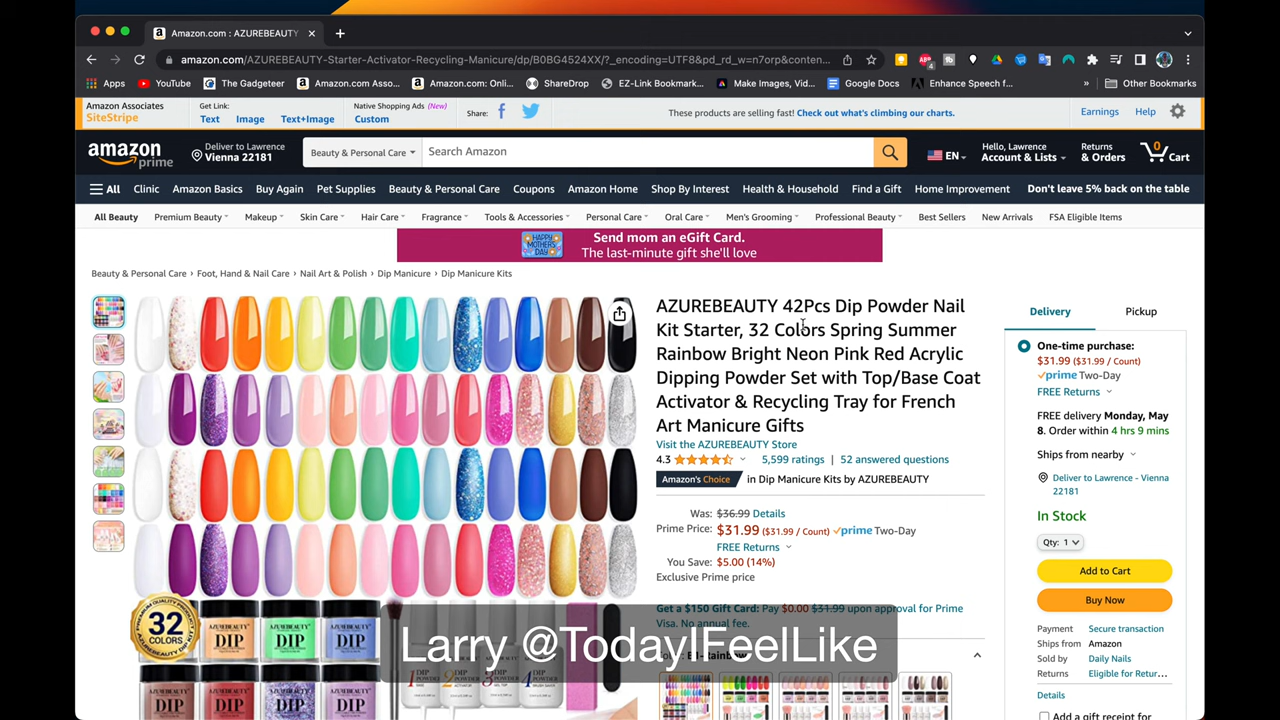 Amazon.com : AZUREBEAUTY
amazon.com/AZUREBEAUTY-Starter-Activator-Recycling-Manicure/dp/B0BG4524XX/?_encoding=UTF8&pd_rd_w=n7orp&conten...
Apps YouTube The Gadgeteer Amazon.com Asso... Amazon.com: Onli... ShareDrop EZ-Link Bookmark... Make Images, Vid... Google Docs Enhance Speech f... » Other Bookmarks
Amazon Associates
SiteStripe
Get Link:
Text Image Text+Image
Native Shopping Ads (New)
Custom
Share:
These products are selling fast! Check out what's climbing our charts.
Earnings Help
amazon
prime
Deliver to Lawrence
Vienna 22181
Beauty & Personal Care
Search Amazon
EN
Hello, Lawrence
Account & Lists
Returns
& Orders
0
Cart
All Clinic Amazon Basics Buy Again Pet Supplies Beauty & Personal Care Coupons Amazon Home Shop By Interest Health & Household Find a Gift Home Improvement Don't leave 5% back on the table
All Beauty Premium Beauty Makeup Skin Care Hair Care Fragrance Tools & Accessories Personal Care Oral Care Men's Grooming Professional Beauty Best Sellers New Arrivals FSA Eligible Items
HAPPY
MOTHER'S
DAY
Send mom an eGift Card.
The last-minute gift she'll love
Beauty & Personal Care › Foot, Hand & Nail Care › Nail Art & Polish › Dip Manicure › Dip Manicure Kits
AZUREBEAUTY 42Pcs Dip Powder Nail
Kit Starter, 32 Colors Spring Summer
Rainbow Bright Neon Pink Red Acrylic
Dipping Powder Set with Top/Base Coat
Activator & Recycling Tray for French
Art Manicure Gifts
Visit the AZUREBEAUTY Store
4.3 5,599 ratings | 52 answered questions
Amazon's Choice in Dip Manicure Kits by AZUREBEAUTY
Was: $36.99 Details
Prime Price: $31.99 ($31.99 / Count) prime Two-Day
FREE Returns
You Save: $5.00 (14%)
Exclusive Prime price
Get a $150 Gift Card: Pay $0.00 $31.99 upon approval for Prime
Visa. No annual fee.
Delivery Pickup
One-time purchase:
$31.99 ($31.99 / Count)
prime Two-Day
FREE Returns
FREE delivery Monday, May
8. Order within 4 hrs 9 mins
Ships from nearby
Deliver to Lawrence - Vienna
22181
In Stock
Qty: 1
Add to Cart
Buy Now
Payment Secure transaction
Ships from Amazon
Sold by Daily Nails
Returns Eligible for Retur...
Details
Add a gift receipt for
32
COLORS
AZUREBEAUTY AZUREBEAUTY AZUREBEAUTY
DIP DIP DIP
AZUREBEAUTY AZUREBEAUTY AZUREBEAUTY
DIP DIP DIP
Larry @TodayIFeelLike